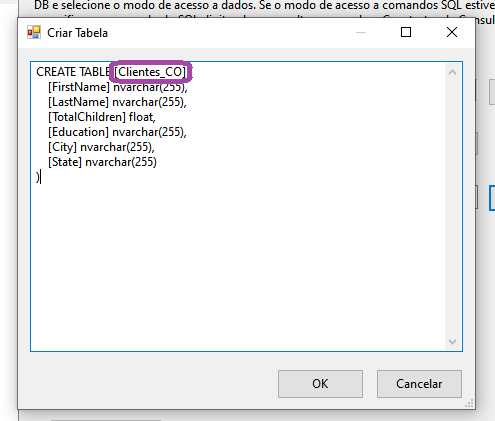 DB e selecione o modo de acesso a dados. Se o modo de acesso a comandos SQL estive
Criar Tabela
CREATE TABLE [Clientes_CO]
[FirstName] nvarchar(255),
[LastName] nvarchar(255),
[TotalChildren] float,
[Education] nvarchar(255),
[City] nvarchar(255),
[State] nvarchar(255)
)
OK
Cancelar